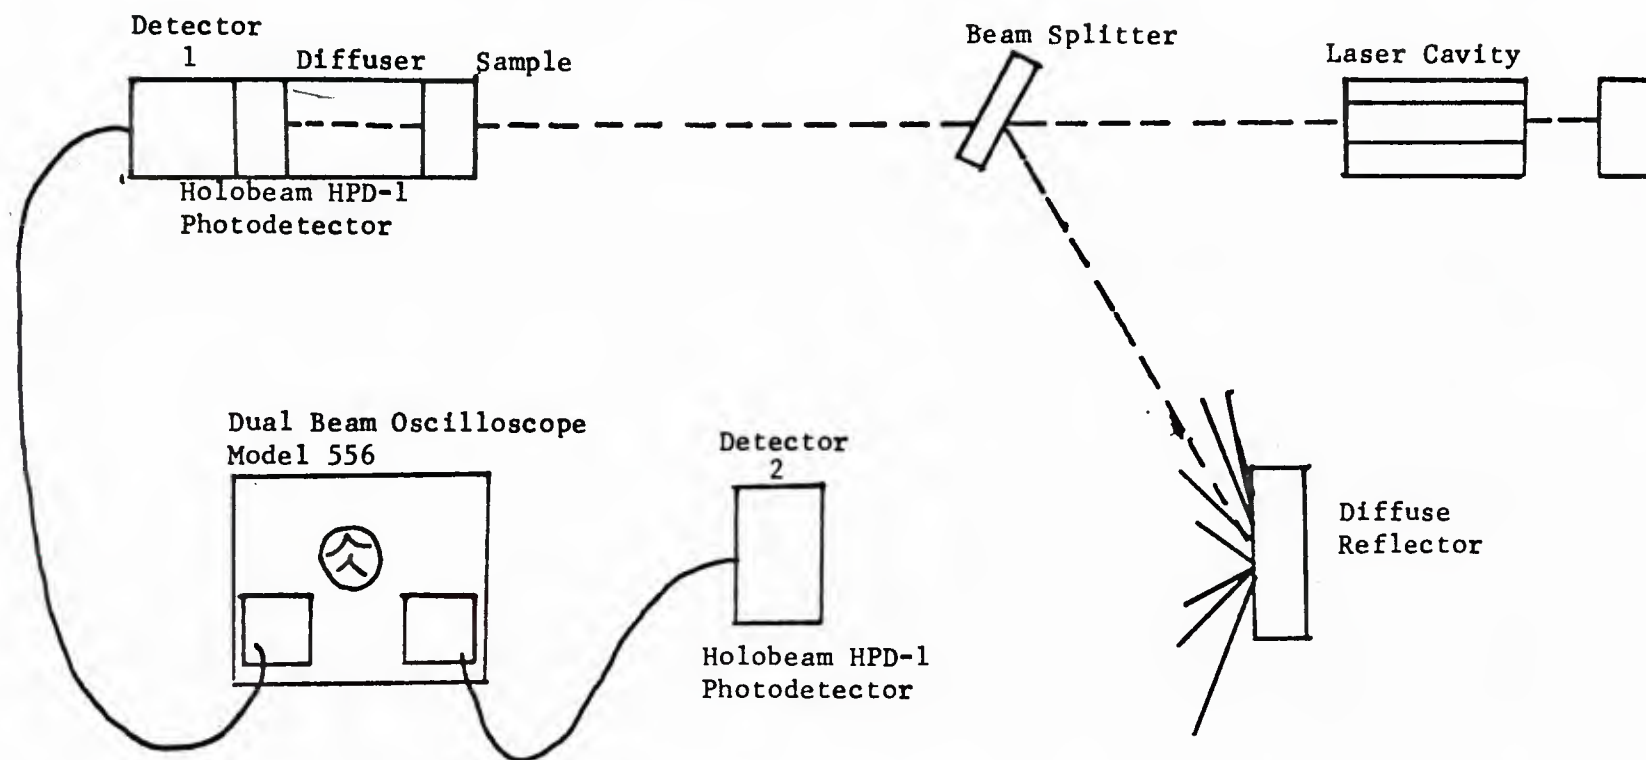 Detector
1
Diffuser
Sample
Holobeam HPD-1
Photodetector
Beam Splitter
Laser Cavity
Dual Beam Oscilloscope
Model 556
Detector
2
Holobeam HPD-1
Photodetector
Diffuse
Reflector